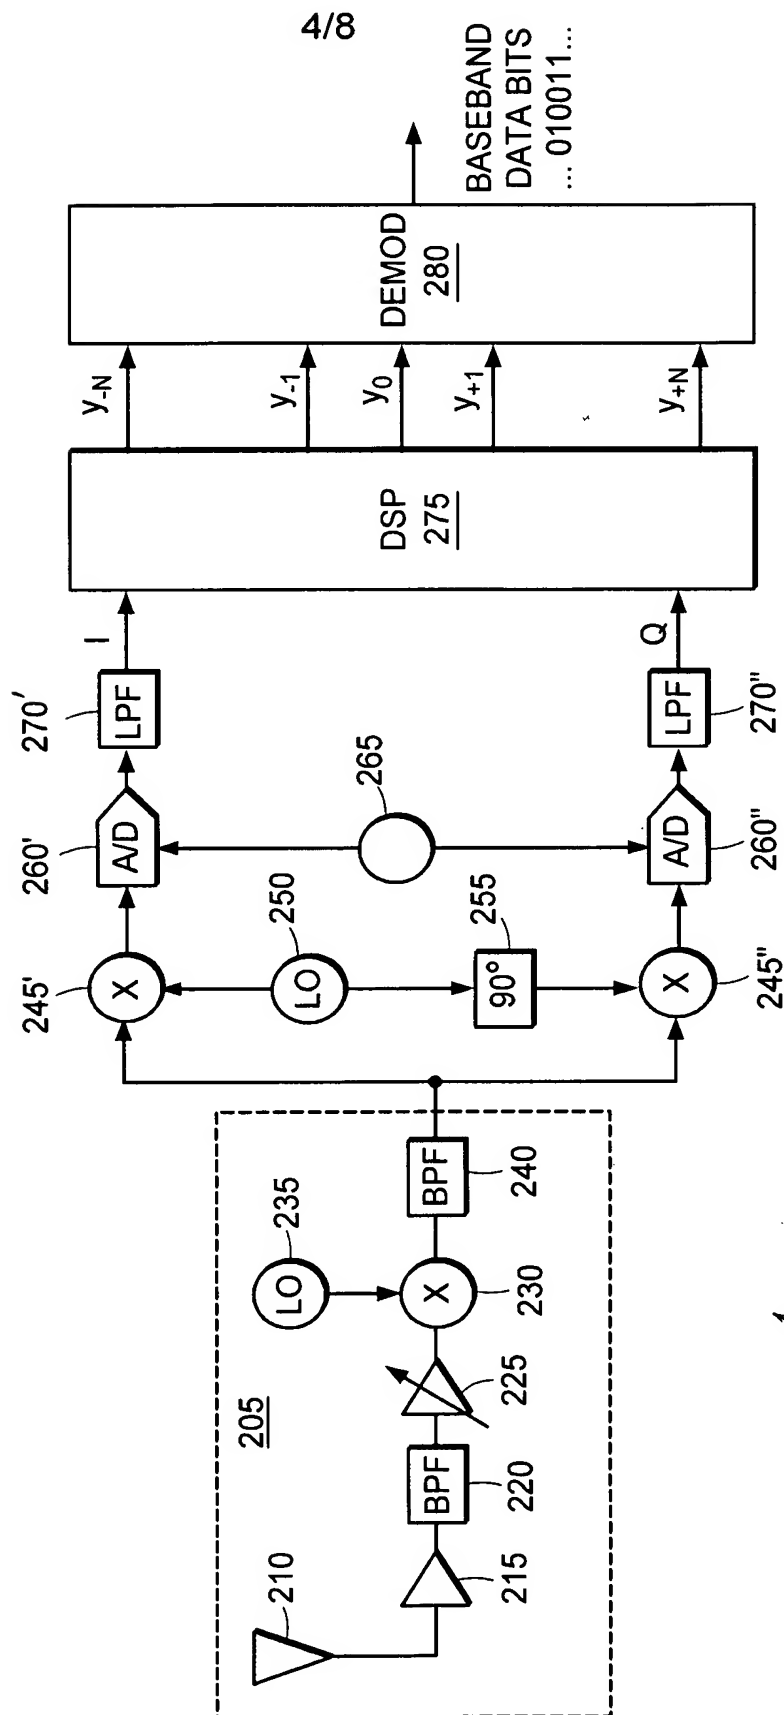 4/8
205
210
215
BPF
220
225
X
230
LO
235
BPF
240
245'
X
LO
250
90°
255
X
245"
260'
A/D
265
A/D
260"
270'
LPF
I
LPF
270"
Q
DSP
275
y-N
y-1
y0
y+1
y+N
DEMOD
280
BASEBAND
DATA BITS
... 010011...